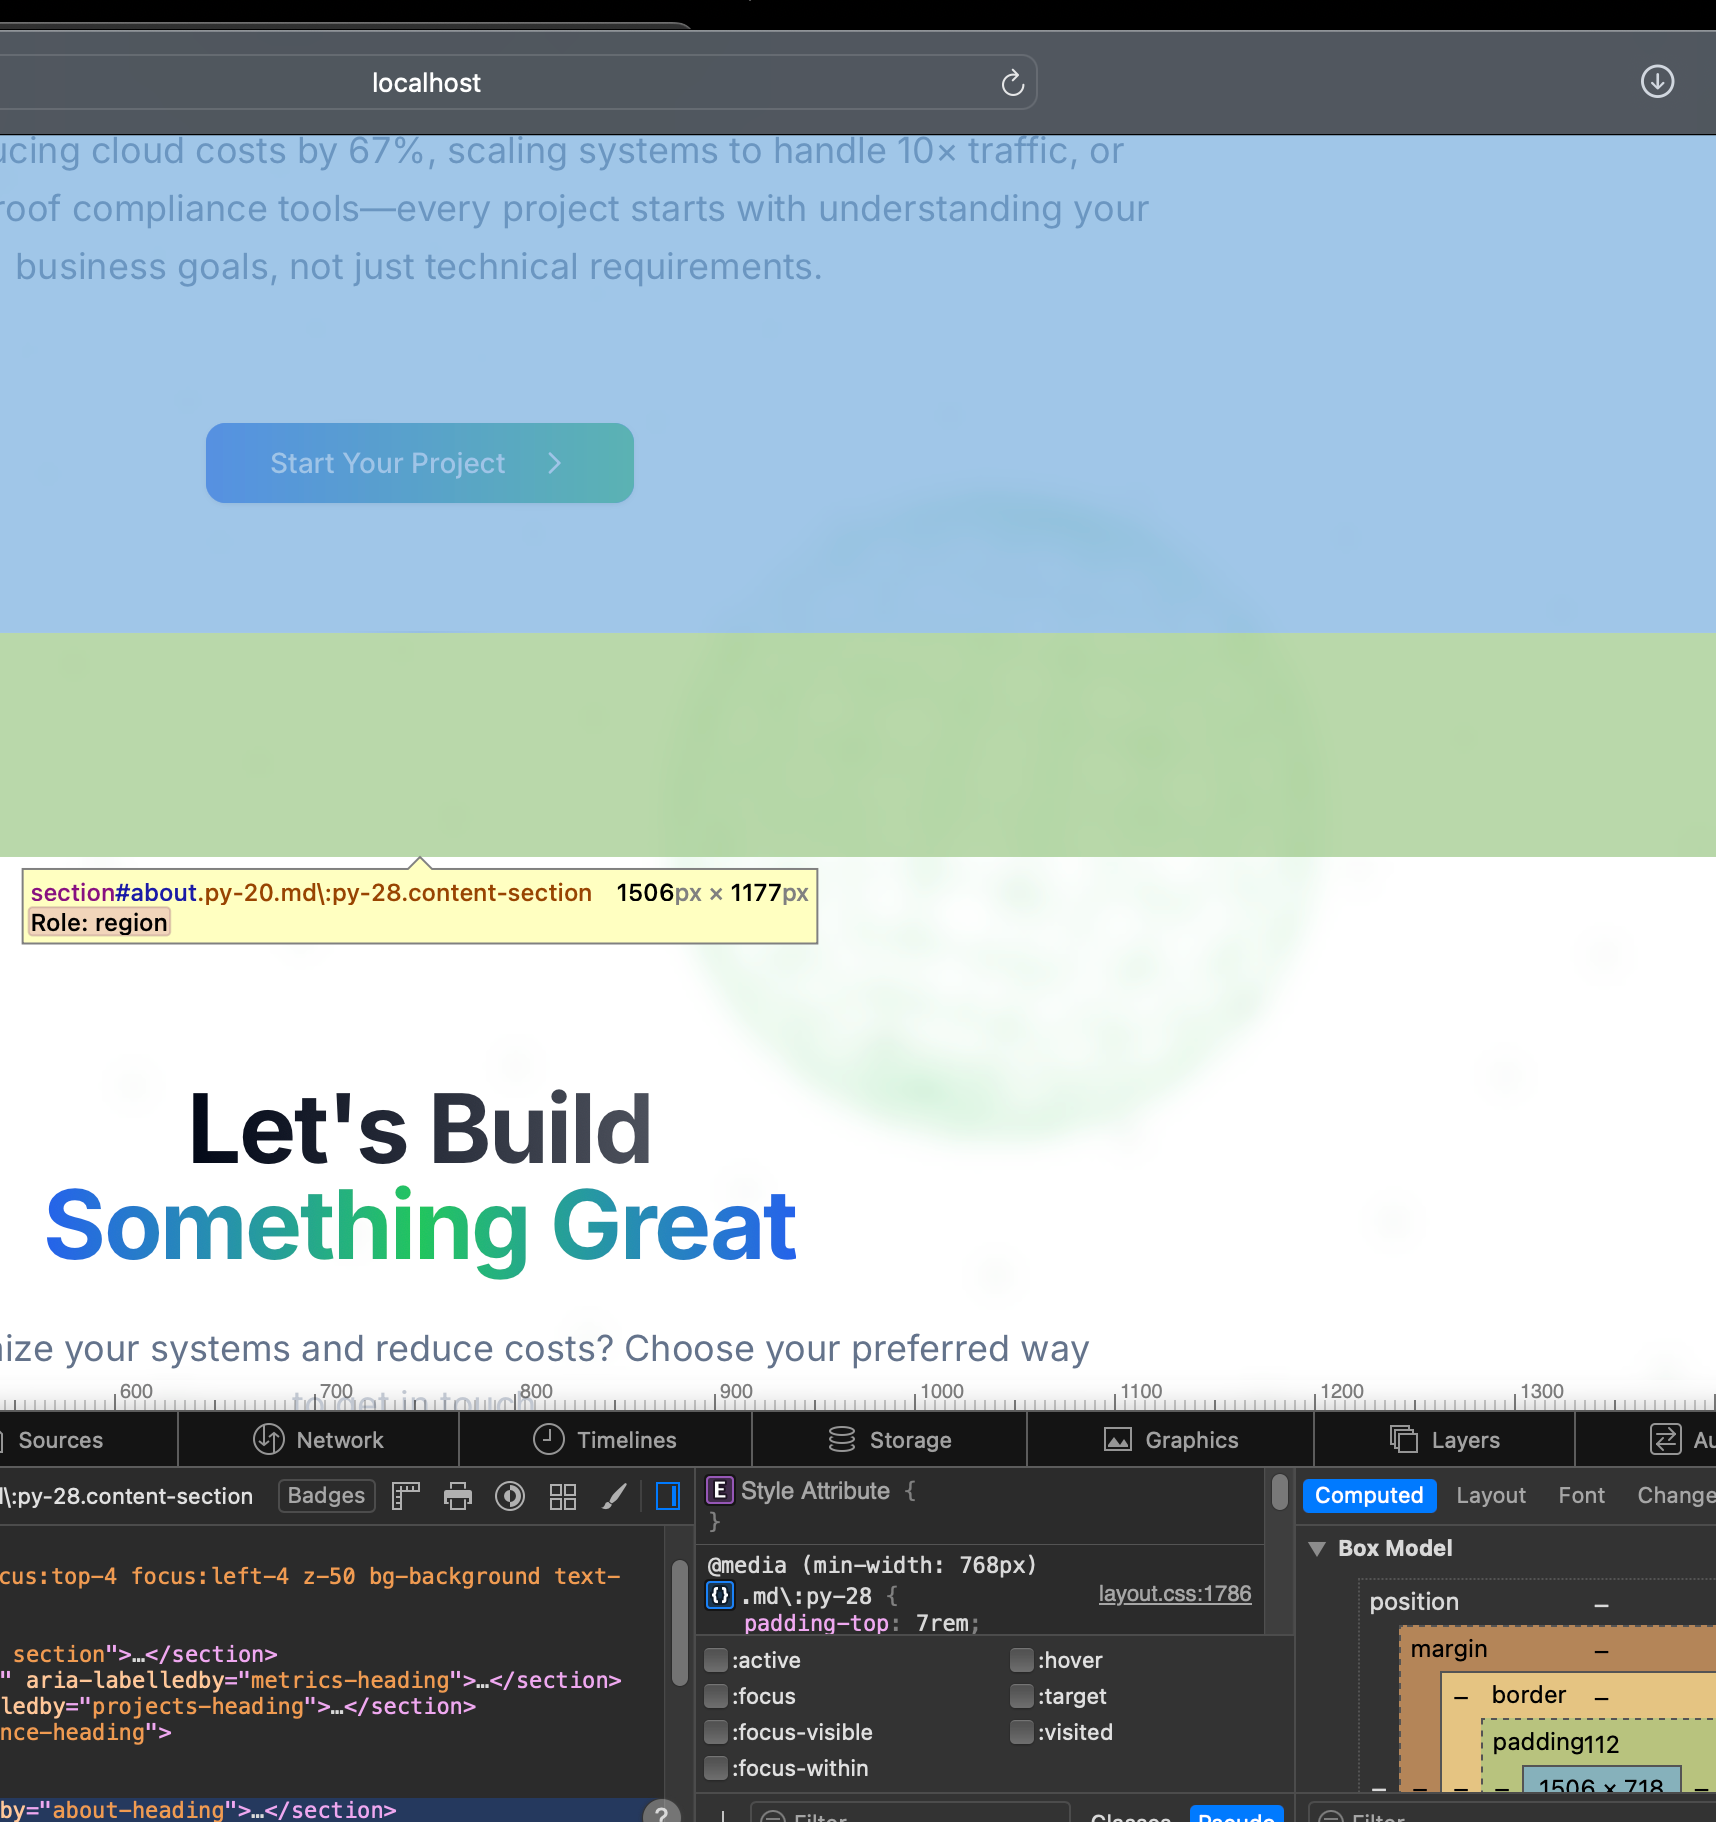 localhost
cing cloud costs by 67%, scaling systems to handle 10× traffic, or
roof compliance tools—every project starts with understanding your
business goals, not just technical requirements.
Start Your Project
section#about.py-20.md\:py-28.content-section 1506px × 1177px
Role: region
Let's Build
Something Great
ize your systems and reduce costs? Choose your preferred way
to get in touch
600 700 800 900 1000 1100 1200 1300
Sources Network Timelines Storage Graphics Layers Au
\:py-28.content-section Badges
cus:top-4 focus:left-4 z-50 bg-background text-
section">…</section>
" aria-labelledby="metrics-heading">…</section>
ledby="projects-heading">…</section>
nce-heading">
by="about-heading">…</section>
?
E Style Attribute {
}
@media (min-width: 768px)
{} .md\:py-28 { layout.css:1786
padding-top: 7rem;
:active :hover
:focus :target
:focus-visible :visited
:focus-within
Filter Classes Pseudo
Computed Layout Font Change
Box Model
position –
margin –
– border –
padding 112
– – – – 1506 × 718 –
Filter